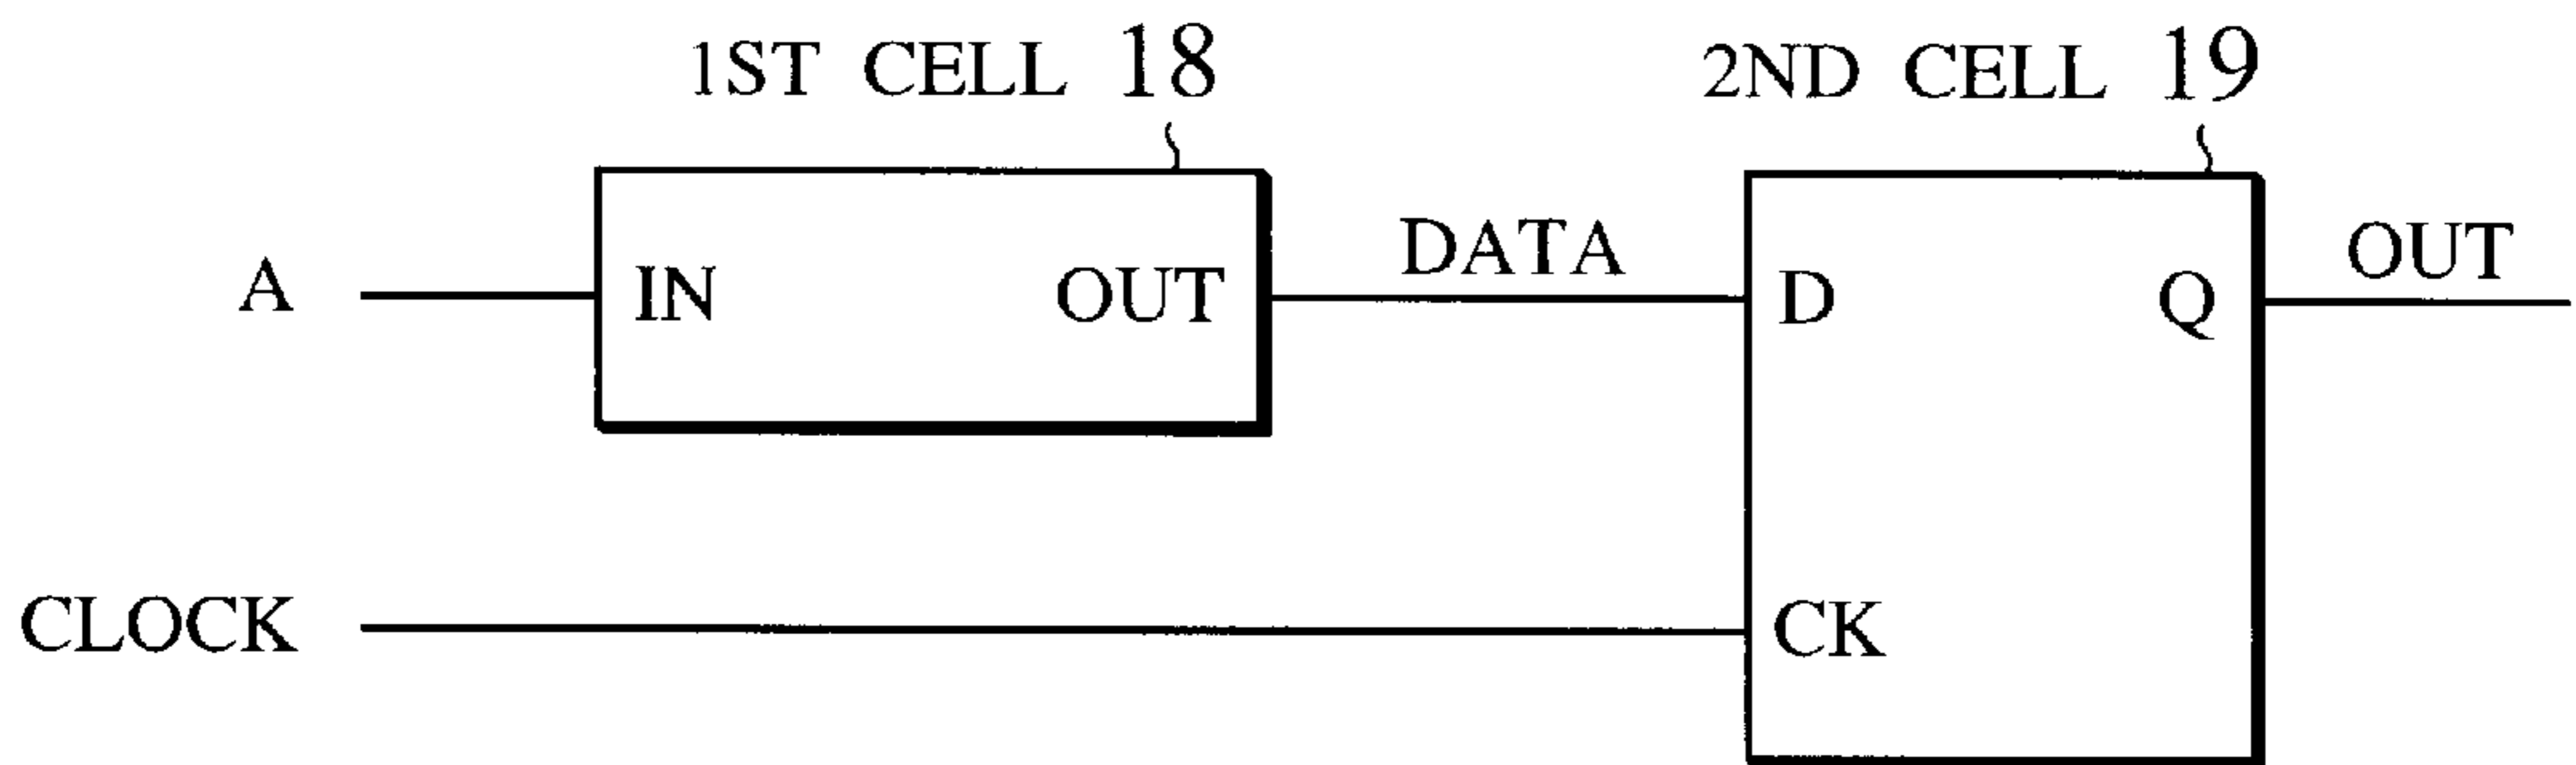 1ST CELL 18
2ND CELL 19
A
IN
OUT
DATA
D
Q
OUT
CLOCK
CK